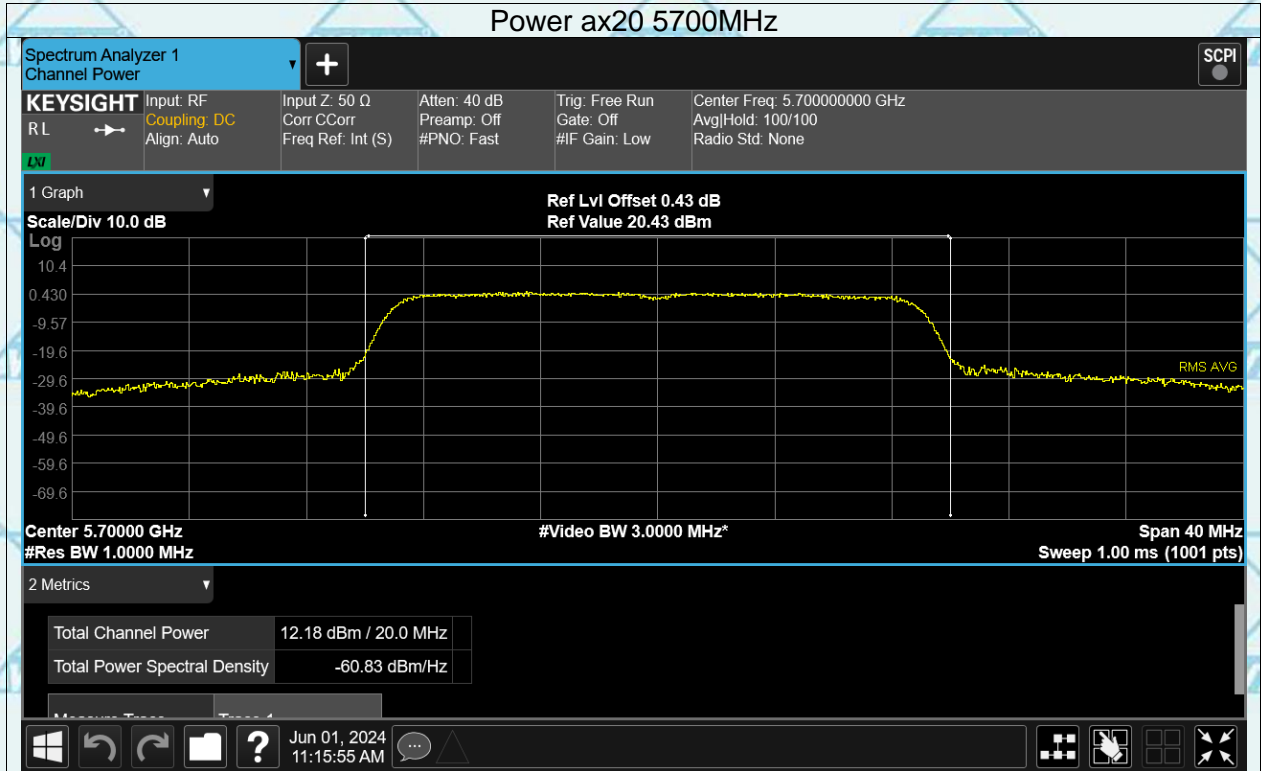 Power ax20 5700MHz
Spectrum Analyzer 1
Channel Power
+
SCPI
KEYSIGHT
RL
LXI
Input: RF
Coupling: DC
Align: Auto
Input Z: 50 Ω
Corr CCorr
Freq Ref: Int (S)
Atten: 40 dB
Preamp: Off
#PNO: Fast
Trig: Free Run
Gate: Off
#IF Gain: Low
Center Freq: 5.700000000 GHz
Avg|Hold: 100/100
Radio Std: None
1 Graph
Scale/Div 10.0 dB
Ref Lvl Offset 0.43 dB
Ref Value 20.43 dBm
Log
10.4
0.430
-9.57
-19.6
-29.6
-39.6
-49.6
-59.6
-69.6
RMS AVG
Center 5.70000 GHz
#Video BW 3.0000 MHz*
Span 40 MHz
#Res BW 1.0000 MHz
Sweep 1.00 ms (1001 pts)
2 Metrics
Total Channel Power 12.18 dBm / 20.0 MHz
Total Power Spectral Density -60.83 dBm/Hz
Measure Trace Trace 1
?
Jun 01, 2024
11:15:55 AM